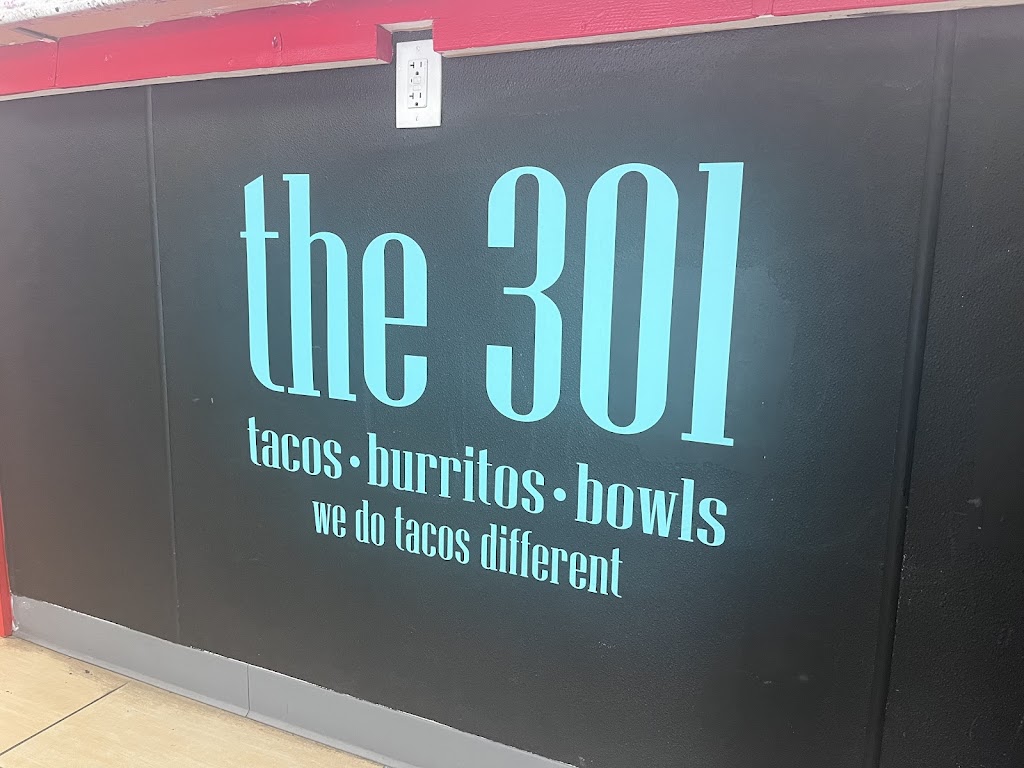 the 301
tacos • burritos • bowls
we do tacos different